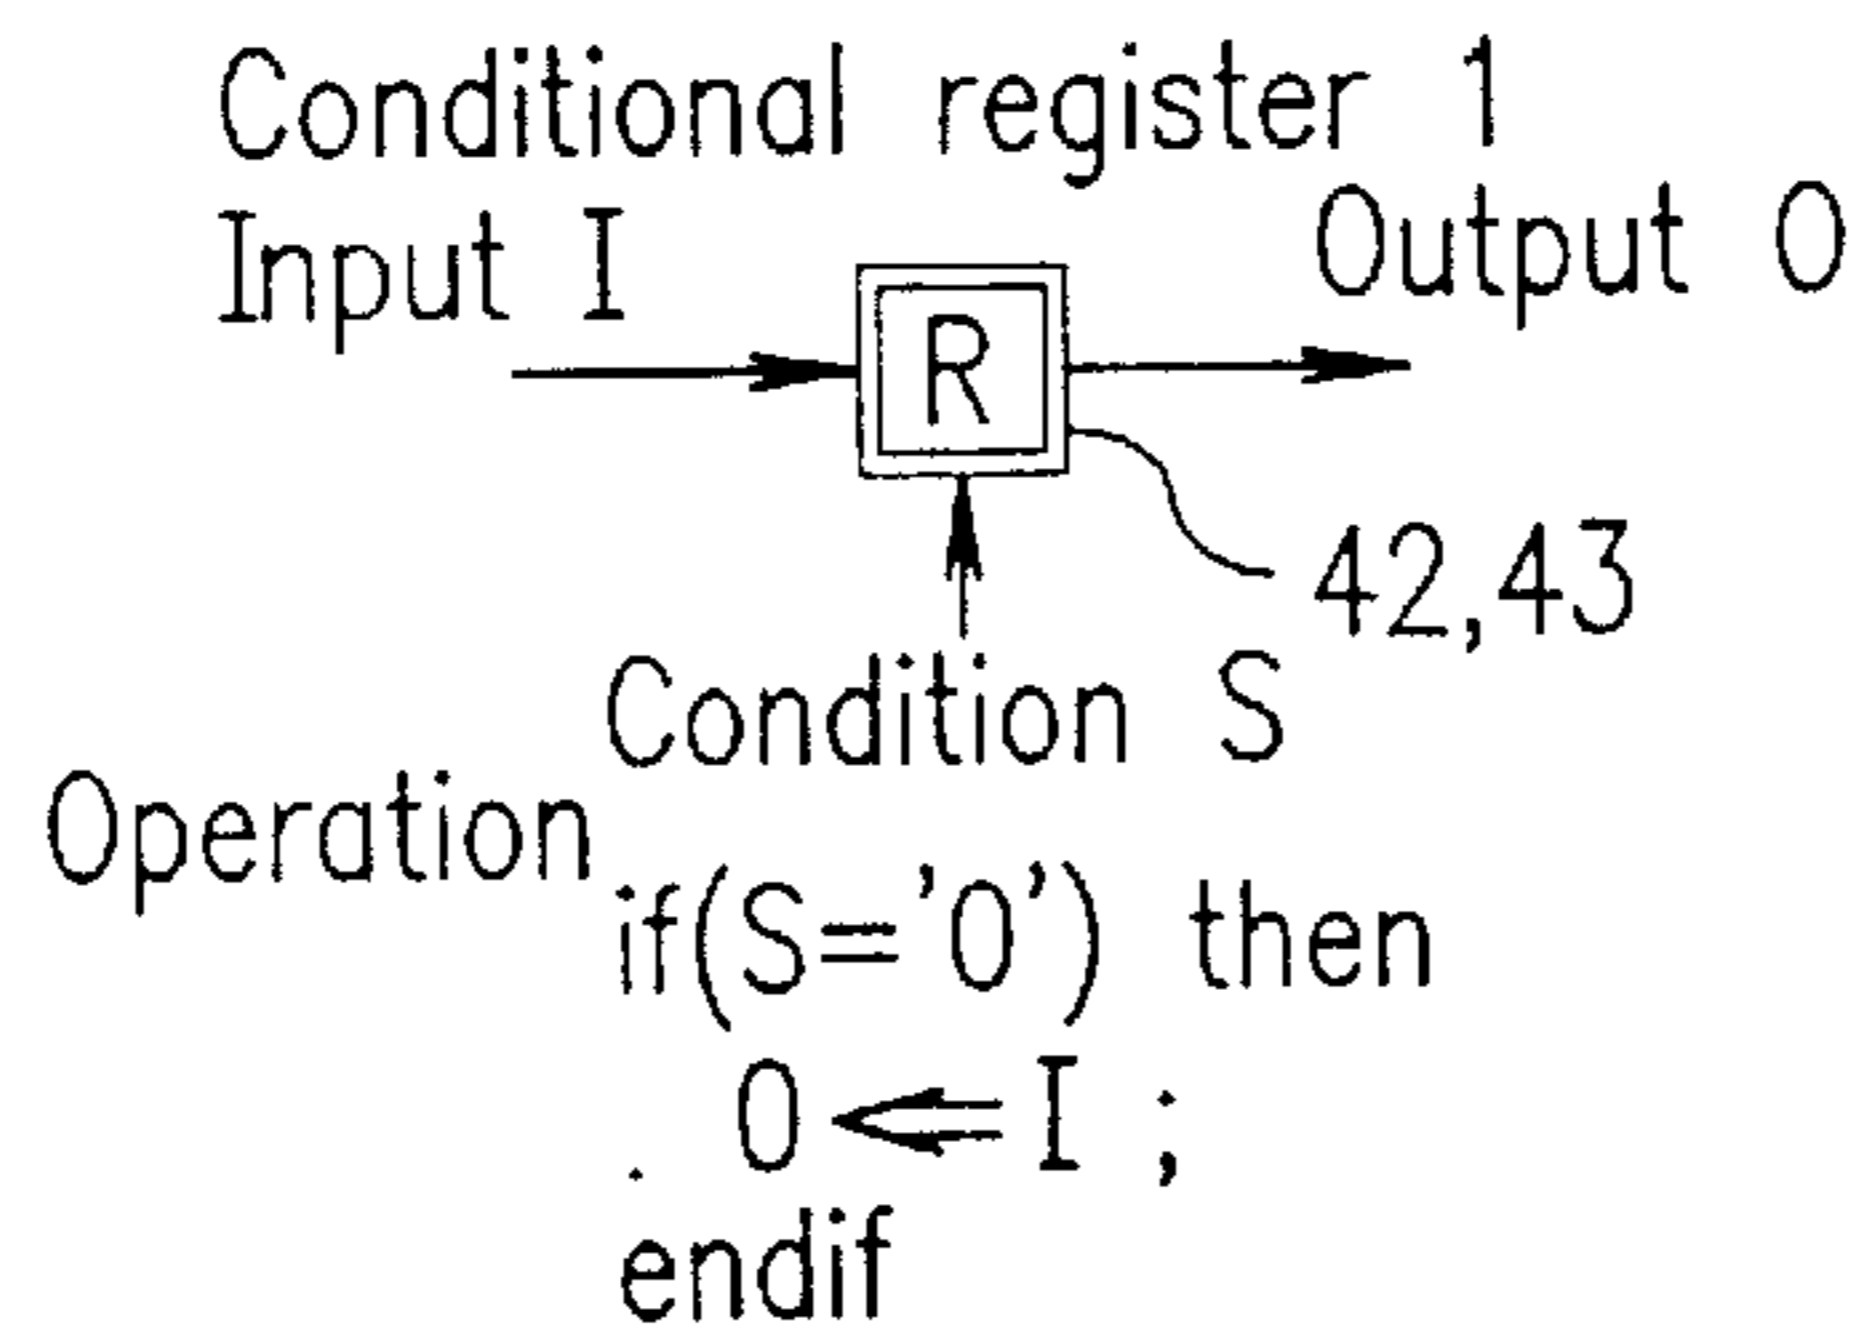 Conditional register 1
Input I
Output O
R
42,43
Condition S
Operation
if(S='0') then
O⇐I ;
endif